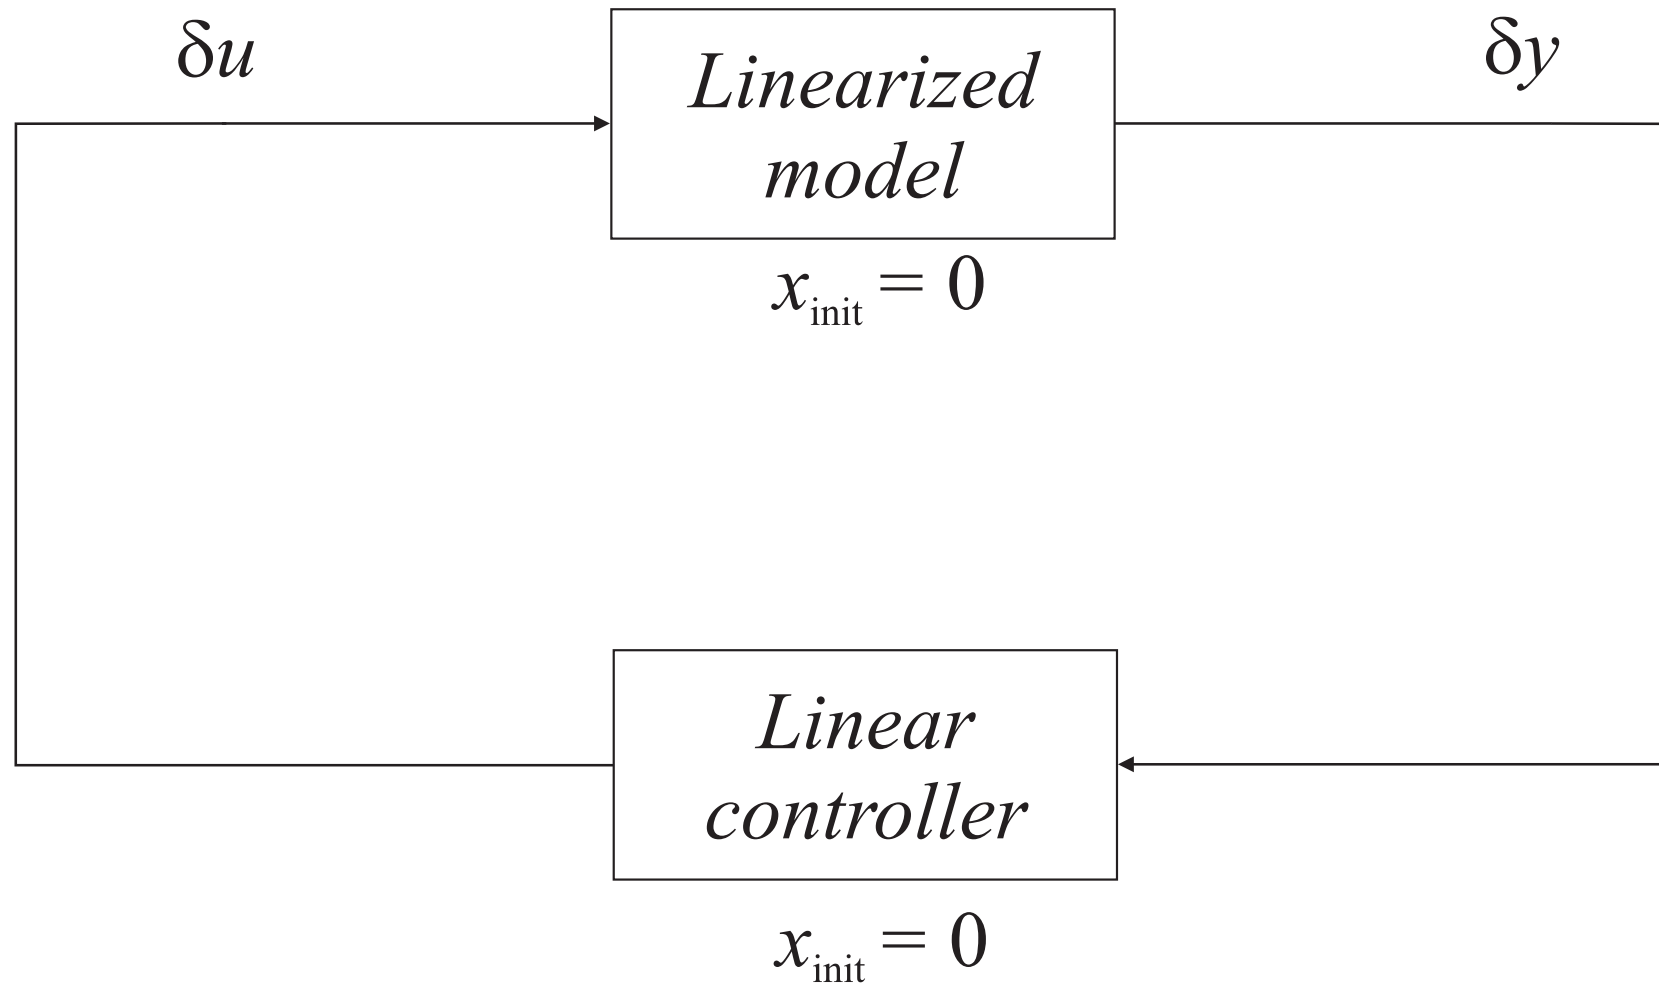 δu
Linearized
model
δy
x_init = 0
Linear
controller
x_init = 0